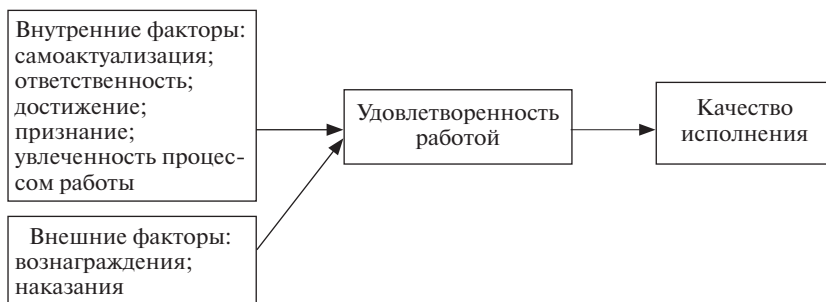 Внутренние факторы:
самоактуализация;
ответственность;
достижение;
признание;
увлеченность процес-
сом работы
Внешние факторы:
вознаграждения;
наказания
Удовлетворенность
работой
Качество
исполнения